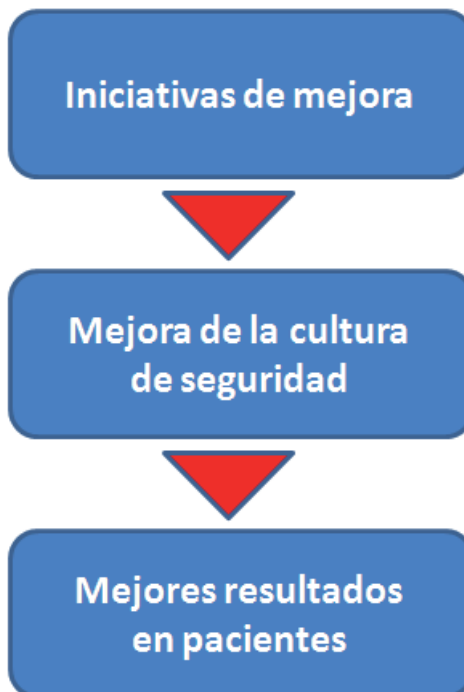 Iniciativas de mejora
Mejora de la cultura
de seguridad
Mejores resultados
en pacientes